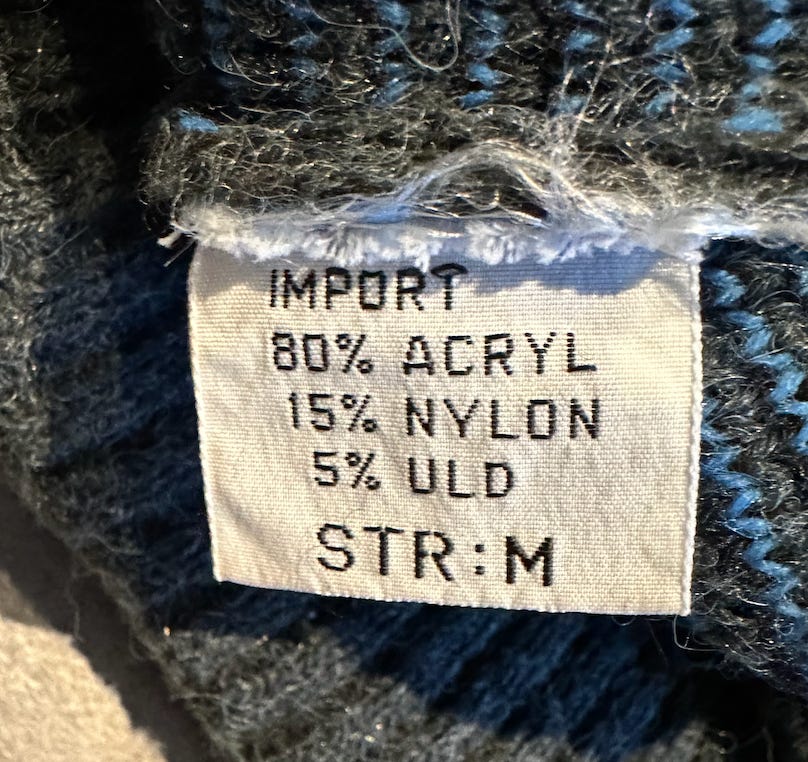 IMPORT
80% ACRYL
15% NYLON
5% ULD
STR:M